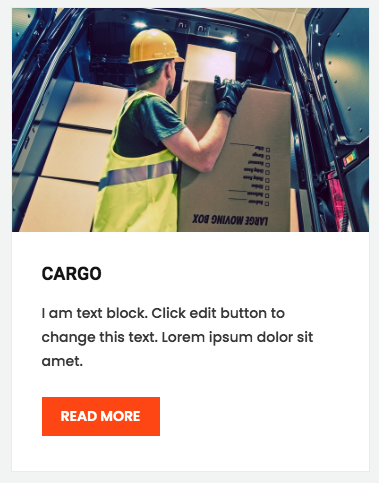 LARGE MOVING BOX
CARGO
I am text block. Click edit button to
change this text. Lorem ipsum dolor sit
amet.
READ MORE